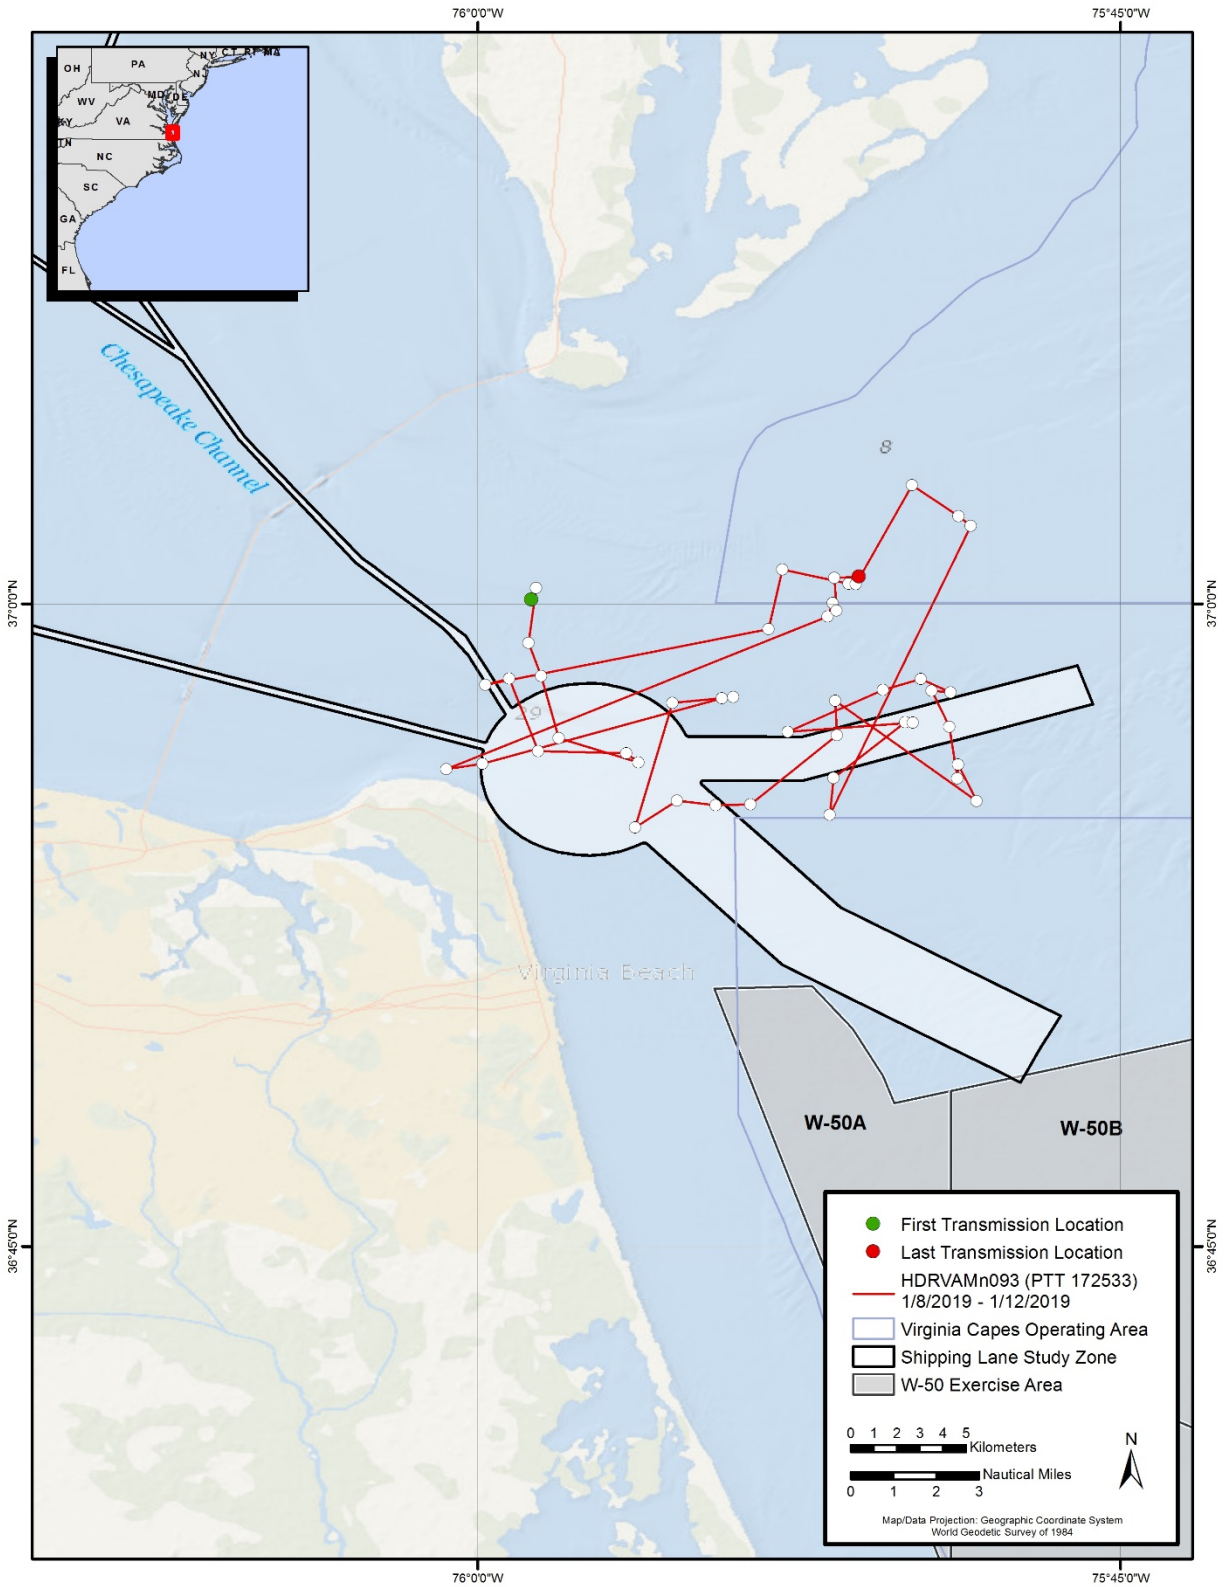 76°0'0"W
75°45'0"W
NY
CT
RI
MA
OH
PA
NJ
MD
DE
WV
KY
VA
TN
NC
SC
GA
FL
Chesapeake Channel
8
37°0'0"N
37°0'0"N
29
Virginia Beach
W-50A
W-50B
36°45'0"N
36°45'0"N
First Transmission Location
Last Transmission Location
HDRVAMn093 (PTT 172533)
1/8/2019 - 1/12/2019
Virginia Capes Operating Area
Shipping Lane Study Zone
W-50 Exercise Area
0 1 2 3 4 5
Kilometers
Nautical Miles
0 1 2 3
N
Map/Data Projection: Geographic Coordinate System
World Geodetic Survey of 1984
76°0'0"W
75°45'0"W